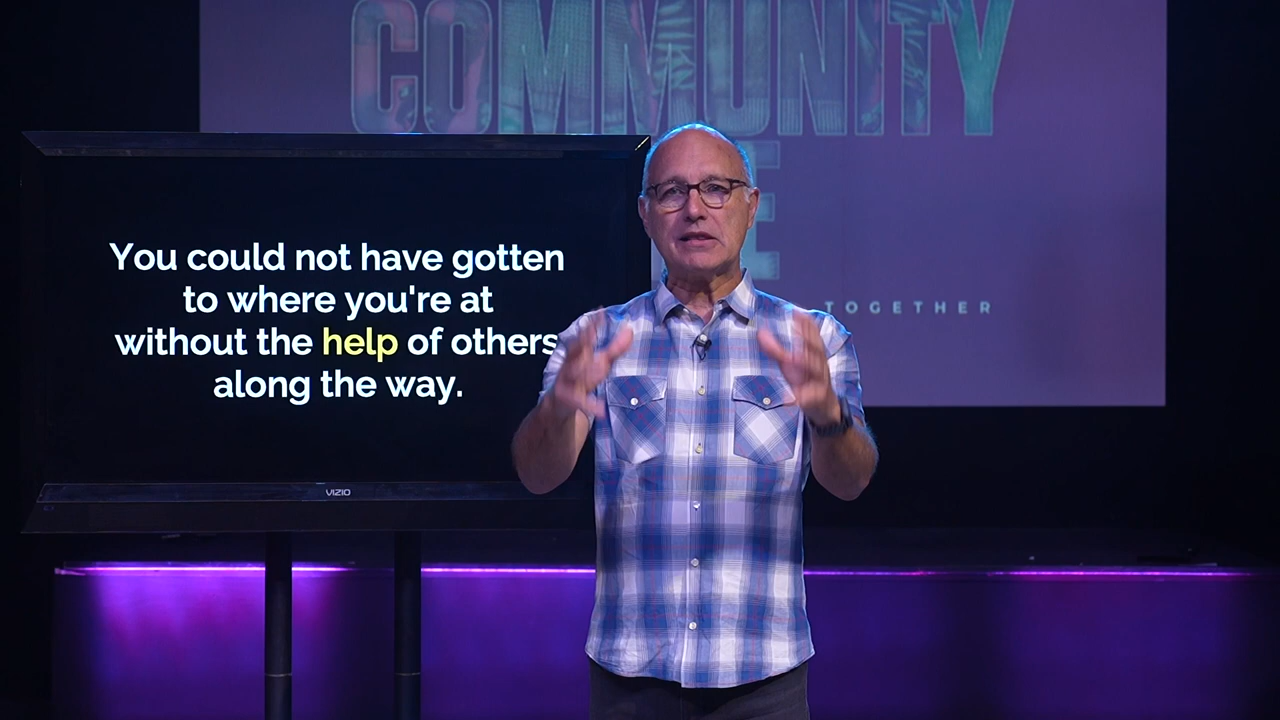 COMMUNITY
E
TOGETHER
You could not have gotten
to where you're at
without the help of others
along the way.
VIZIO